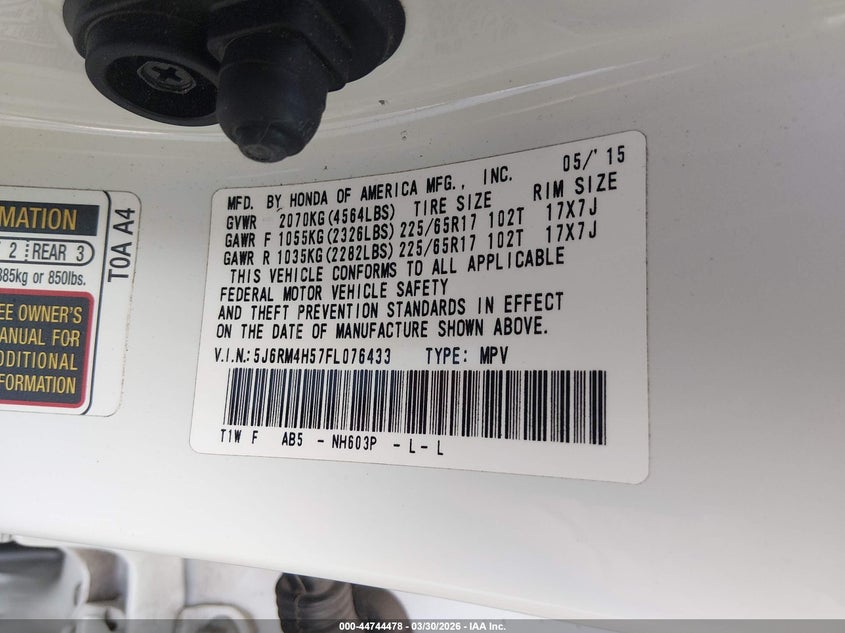 MATION
2 REAR 3
385kg or 850lbs.
EE OWNER'S
ANUAL FOR
DDITIONAL
FORMATION
T0A A4
05/'15
MFD. BY HONDA OF AMERICA MFG., INC.
GVWR 2070KG(4564LBS) TIRE SIZE RIM SIZE
GAWR F 1055KG(2326LBS) 225/65R17 102T 17X7J
GAWR R 1035KG(2282LBS) 225/65R17 102T 17X7J
THIS VEHICLE CONFORMS TO ALL APPLICABLE
FEDERAL MOTOR VEHICLE SAFETY
AND THEFT PREVENTION STANDARDS IN EFFECT
ON THE DATE OF MANUFACTURE SHOWN ABOVE.
V.I.N.: 5J6RM4H57FL076433 TYPE: MPV
T1W F AB5 - NH603P - L - L
000-44744478 — 03/30/2026 — IAA Inc.